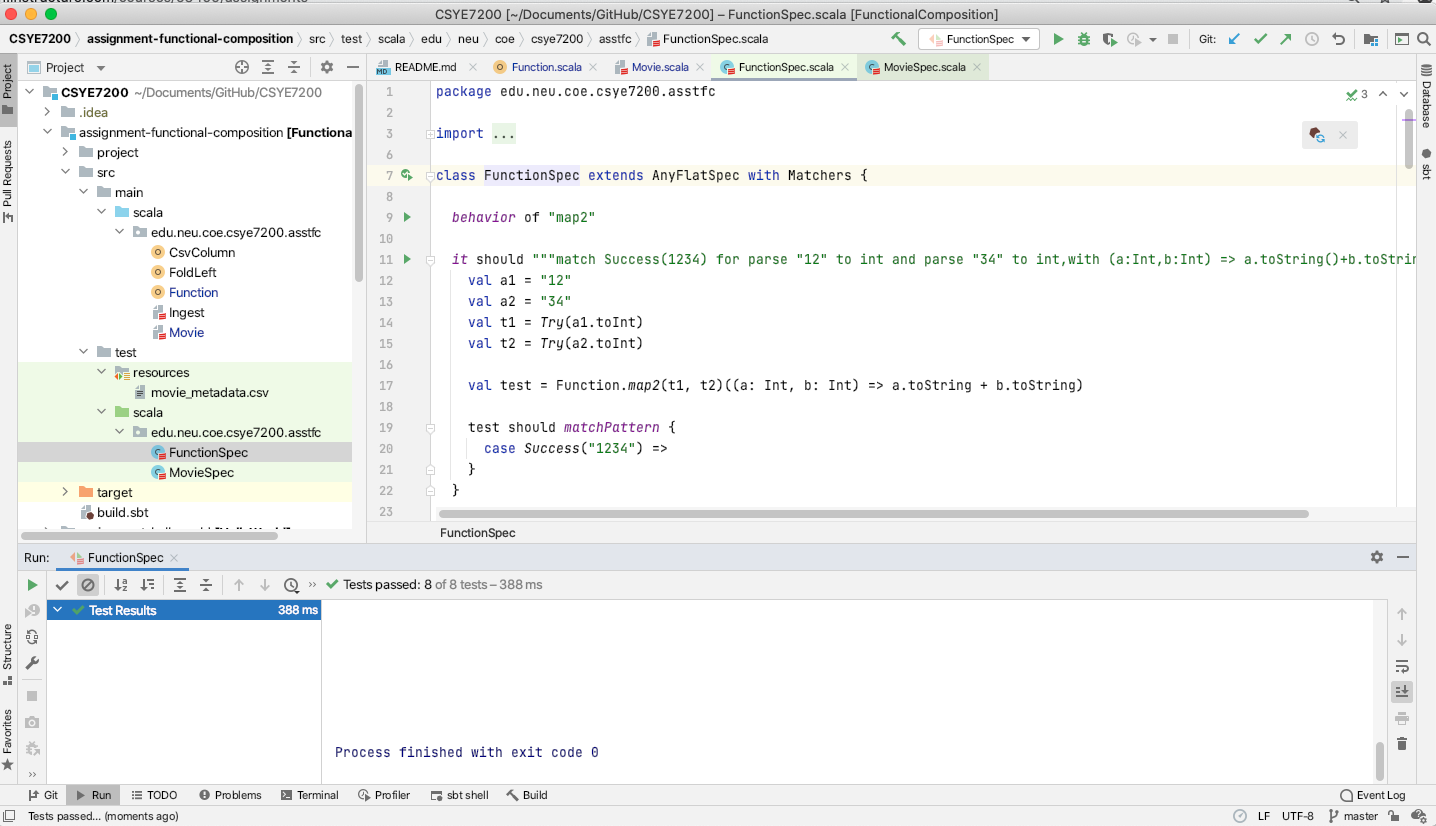 CSYE7200 [~/Documents/GitHub/CSYE7200] – FunctionSpec.scala [FunctionalComposition]
CSYE7200 assignment-functional-composition src test scala edu neu coe csye7200 asstfc FunctionSpec.scala FunctionSpec Git:
Project README.md Function.scala Movie.scala FunctionSpec.scala MovieSpec.scala
CSYE7200 ~/Documents/GitHub/CSYE7200
.idea
assignment-functional-composition [Functiona
project
src
main
scala
edu.neu.coe.csye7200.asstfc
CsvColumn
FoldLeft
Function
Ingest
Movie
test
resources
movie_metadata.csv
scala
edu.neu.coe.csye7200.asstfc
FunctionSpec
MovieSpec
target
build.sbt
1 package edu.neu.coe.csye7200.asstfc
2
3 import ...
6
7 class FunctionSpec extends AnyFlatSpec with Matchers {
8
9 behavior of "map2"
10
11 it should """match Success(1234) for parse "12" to int and parse "34" to int,with (a:Int,b:Int) => a.toString()+b.toStrin
12 val a1 = "12"
13 val a2 = "34"
14 val t1 = Try(a1.toInt)
15 val t2 = Try(a2.toInt)
16
17 val test = Function.map2(t1, t2)((a: Int, b: Int) => a.toString + b.toString)
18
19 test should matchPattern {
20 case Success("1234") =>
21 }
22 }
23
3
FunctionSpec
Project
Pull Requests
Structure
Favorites
Database
sbt
Run: FunctionSpec
Tests passed: 8 of 8 tests – 388 ms
Test Results 388 ms
Process finished with exit code 0
Git Run TODO Problems Terminal Profiler sbt shell Build Event Log
Tests passed... (moments ago) LF UTF-8 master